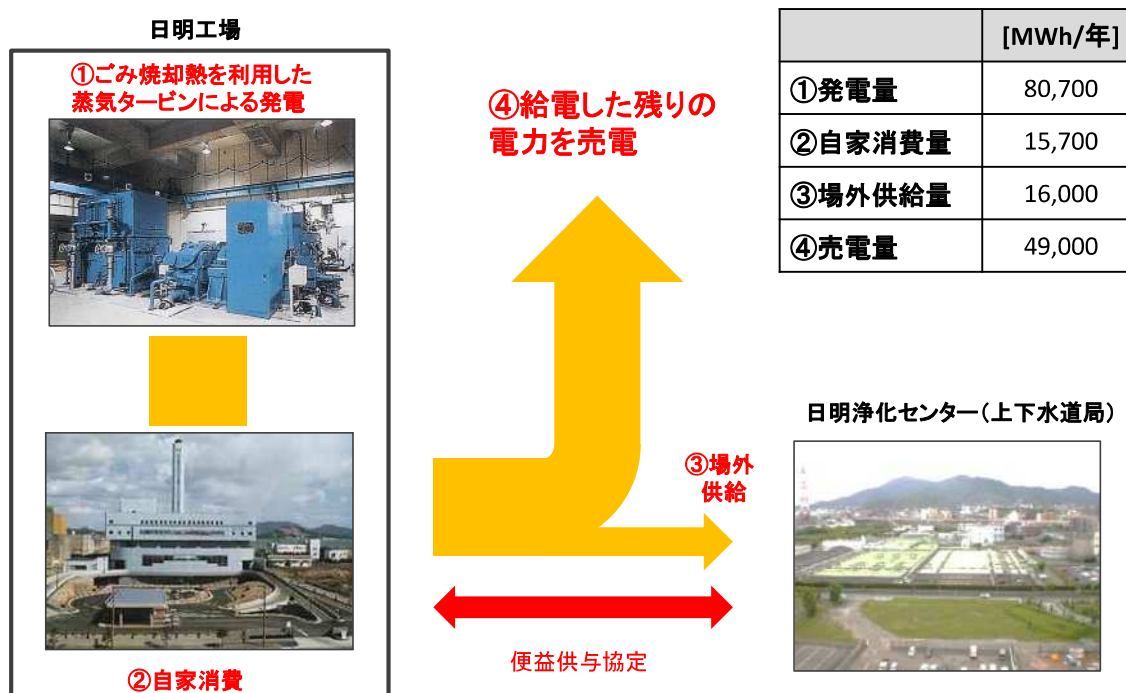 日明工場
①ごみ焼却熱を利用した
蒸気タービンによる発電
②自家消費
④給電した残りの
電力を売電
③場外
供給
便益供与協定
[MWh/年]
①発電量 80,700
②自家消費量 15,700
③場外供給量 16,000
④売電量 49,000
日明浄化センター（上下水道局）